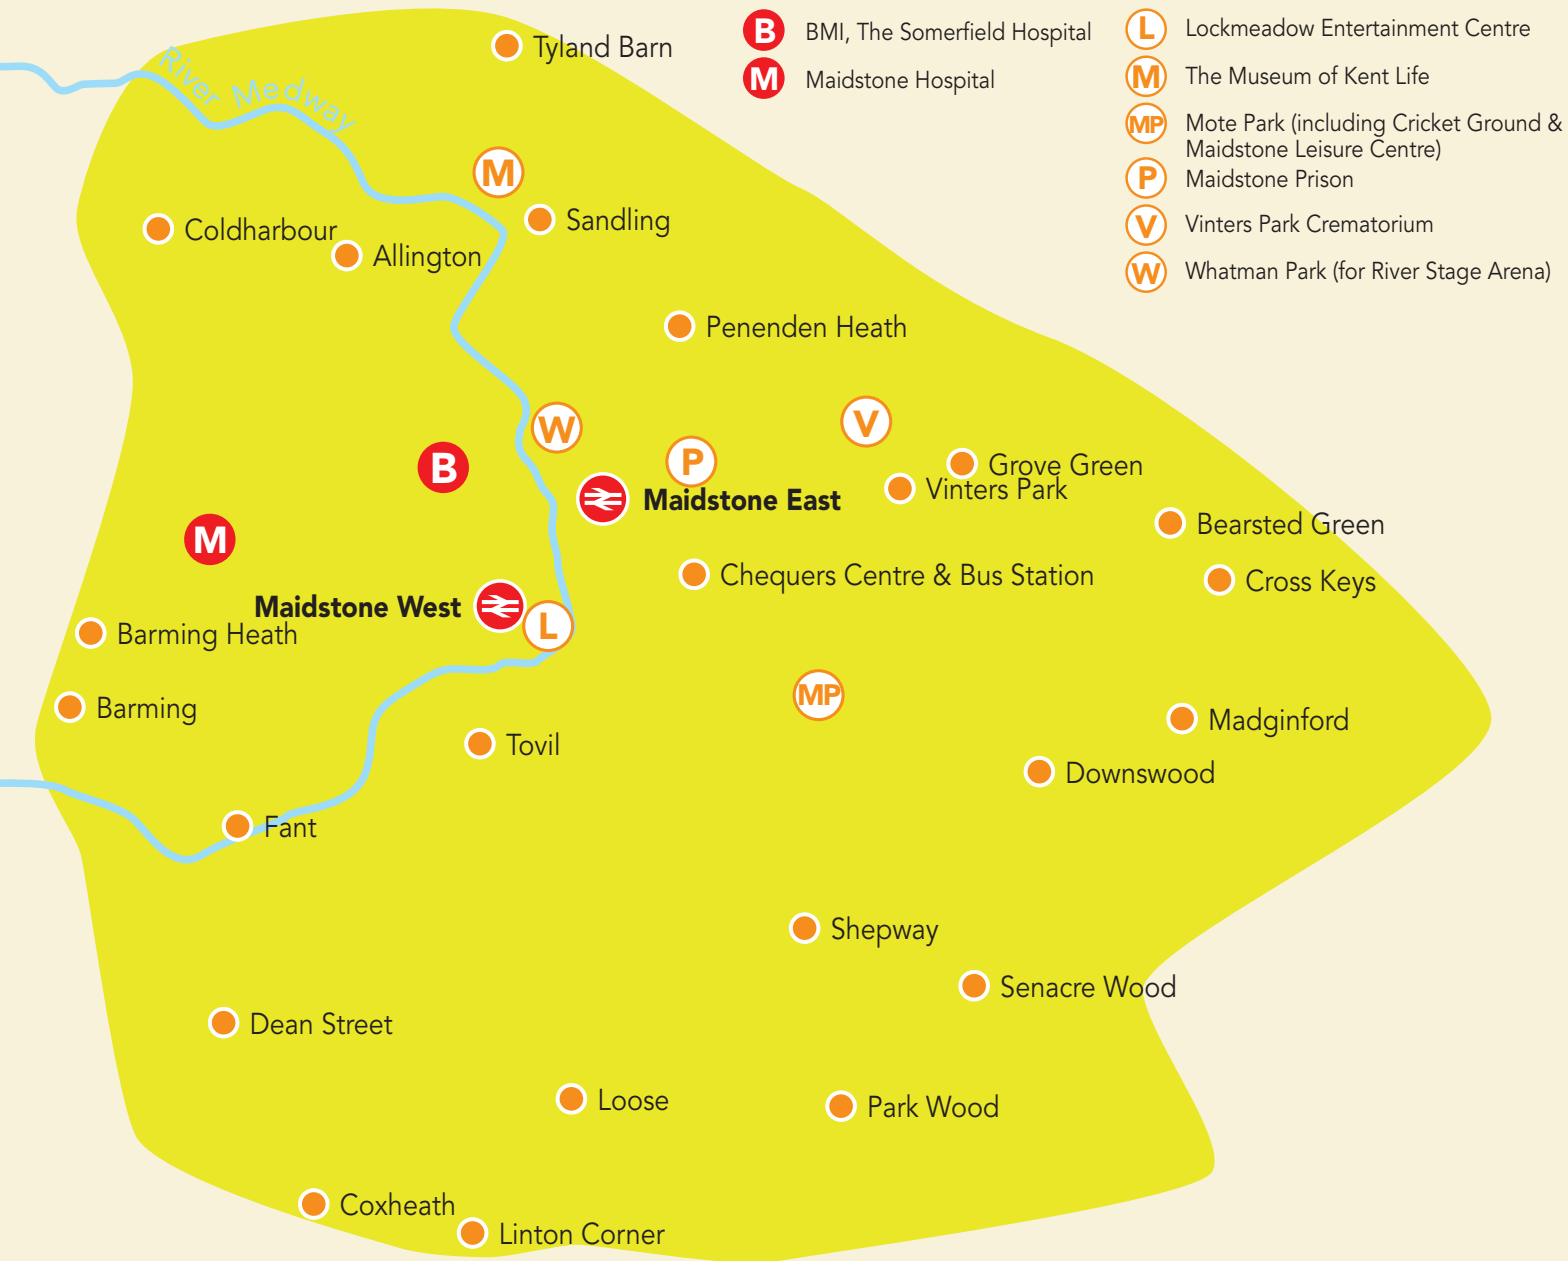 B BMI, The Somerfield Hospital
M Maidstone Hospital
L Lockmeadow Entertainment Centre
M The Museum of Kent Life
MP Mote Park (including Cricket Ground &
Maidstone Leisure Centre)
P Maidstone Prison
V Vinters Park Crematorium
W Whatman Park (for River Stage Arena)
Tyland Barn
River Medway
M
Sandling
Coldharbour
Allington
Penenden Heath
W
V
P
B
Grove Green
Vinters Park
Maidstone East
Bearsted Green
M
Chequers Centre & Bus Station
Cross Keys
Maidstone West
L
Barming Heath
MP
Barming
Madginford
Tovil
Downswood
Fant
Shepway
Senacre Wood
Dean Street
Loose
Park Wood
Coxheath
Linton Corner